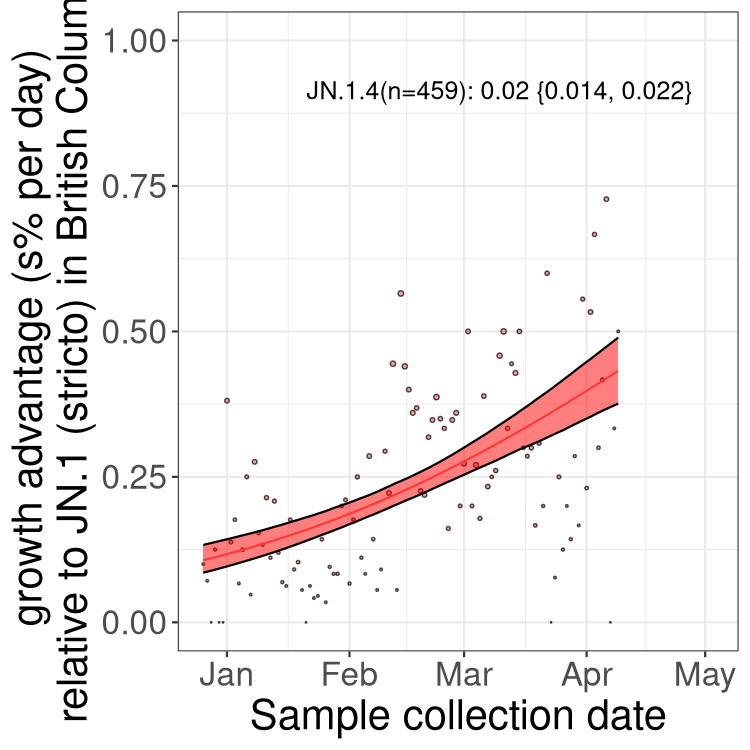 growth advantage (s% per day)
relative to JN.1 (stricto) in British Colum
1.00
0.75
0.50
0.25
0.00
JN.1.4(n=459): 0.02 {0.014, 0.022}
Jan
Feb
Mar
Apr
May
Sample collection date